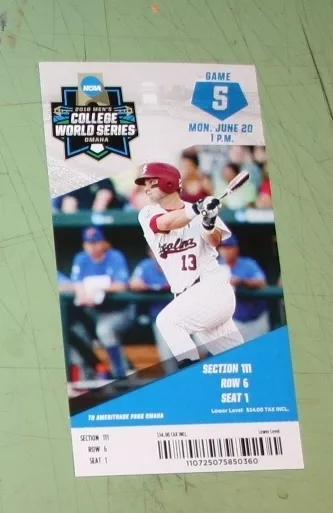 NCAA
2016 MEN'S
COLLEGE
WORLD SERIES
OMAHA
GAME
5
MON. JUNE 20
1 P.M.
13
SECTION 111
ROW 6
SEAT 1
Lower Level $34.00 TAX INCL.
TD AMERITRADE PARK OMAHA
SECTION 111
ROW 6
SEAT 1
$34.00 TAX INCL.
Lower Level
110725075850360